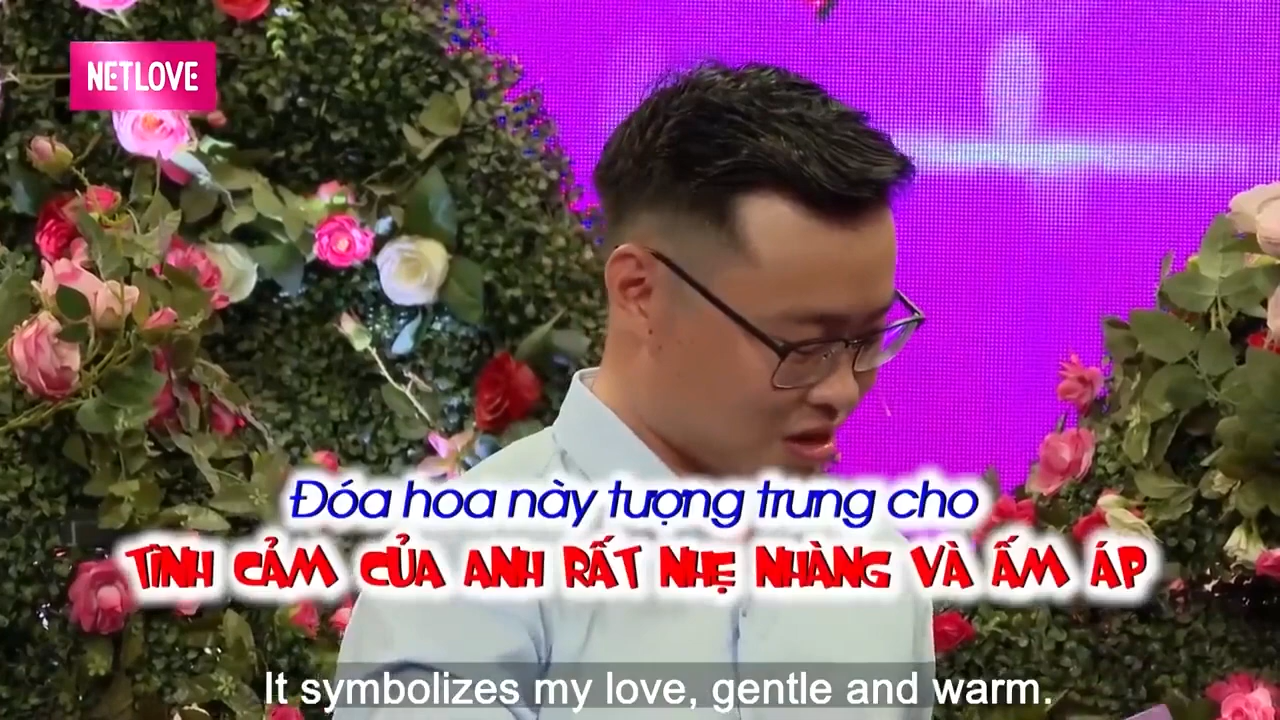 NETLOVE
Đóa hoa này tượng trưng cho
TÌNH CẢM CỦA ANH RẤT NHẸ NHÀNG VÀ ẤM ÁP
It symbolizes my love, gentle and warm.